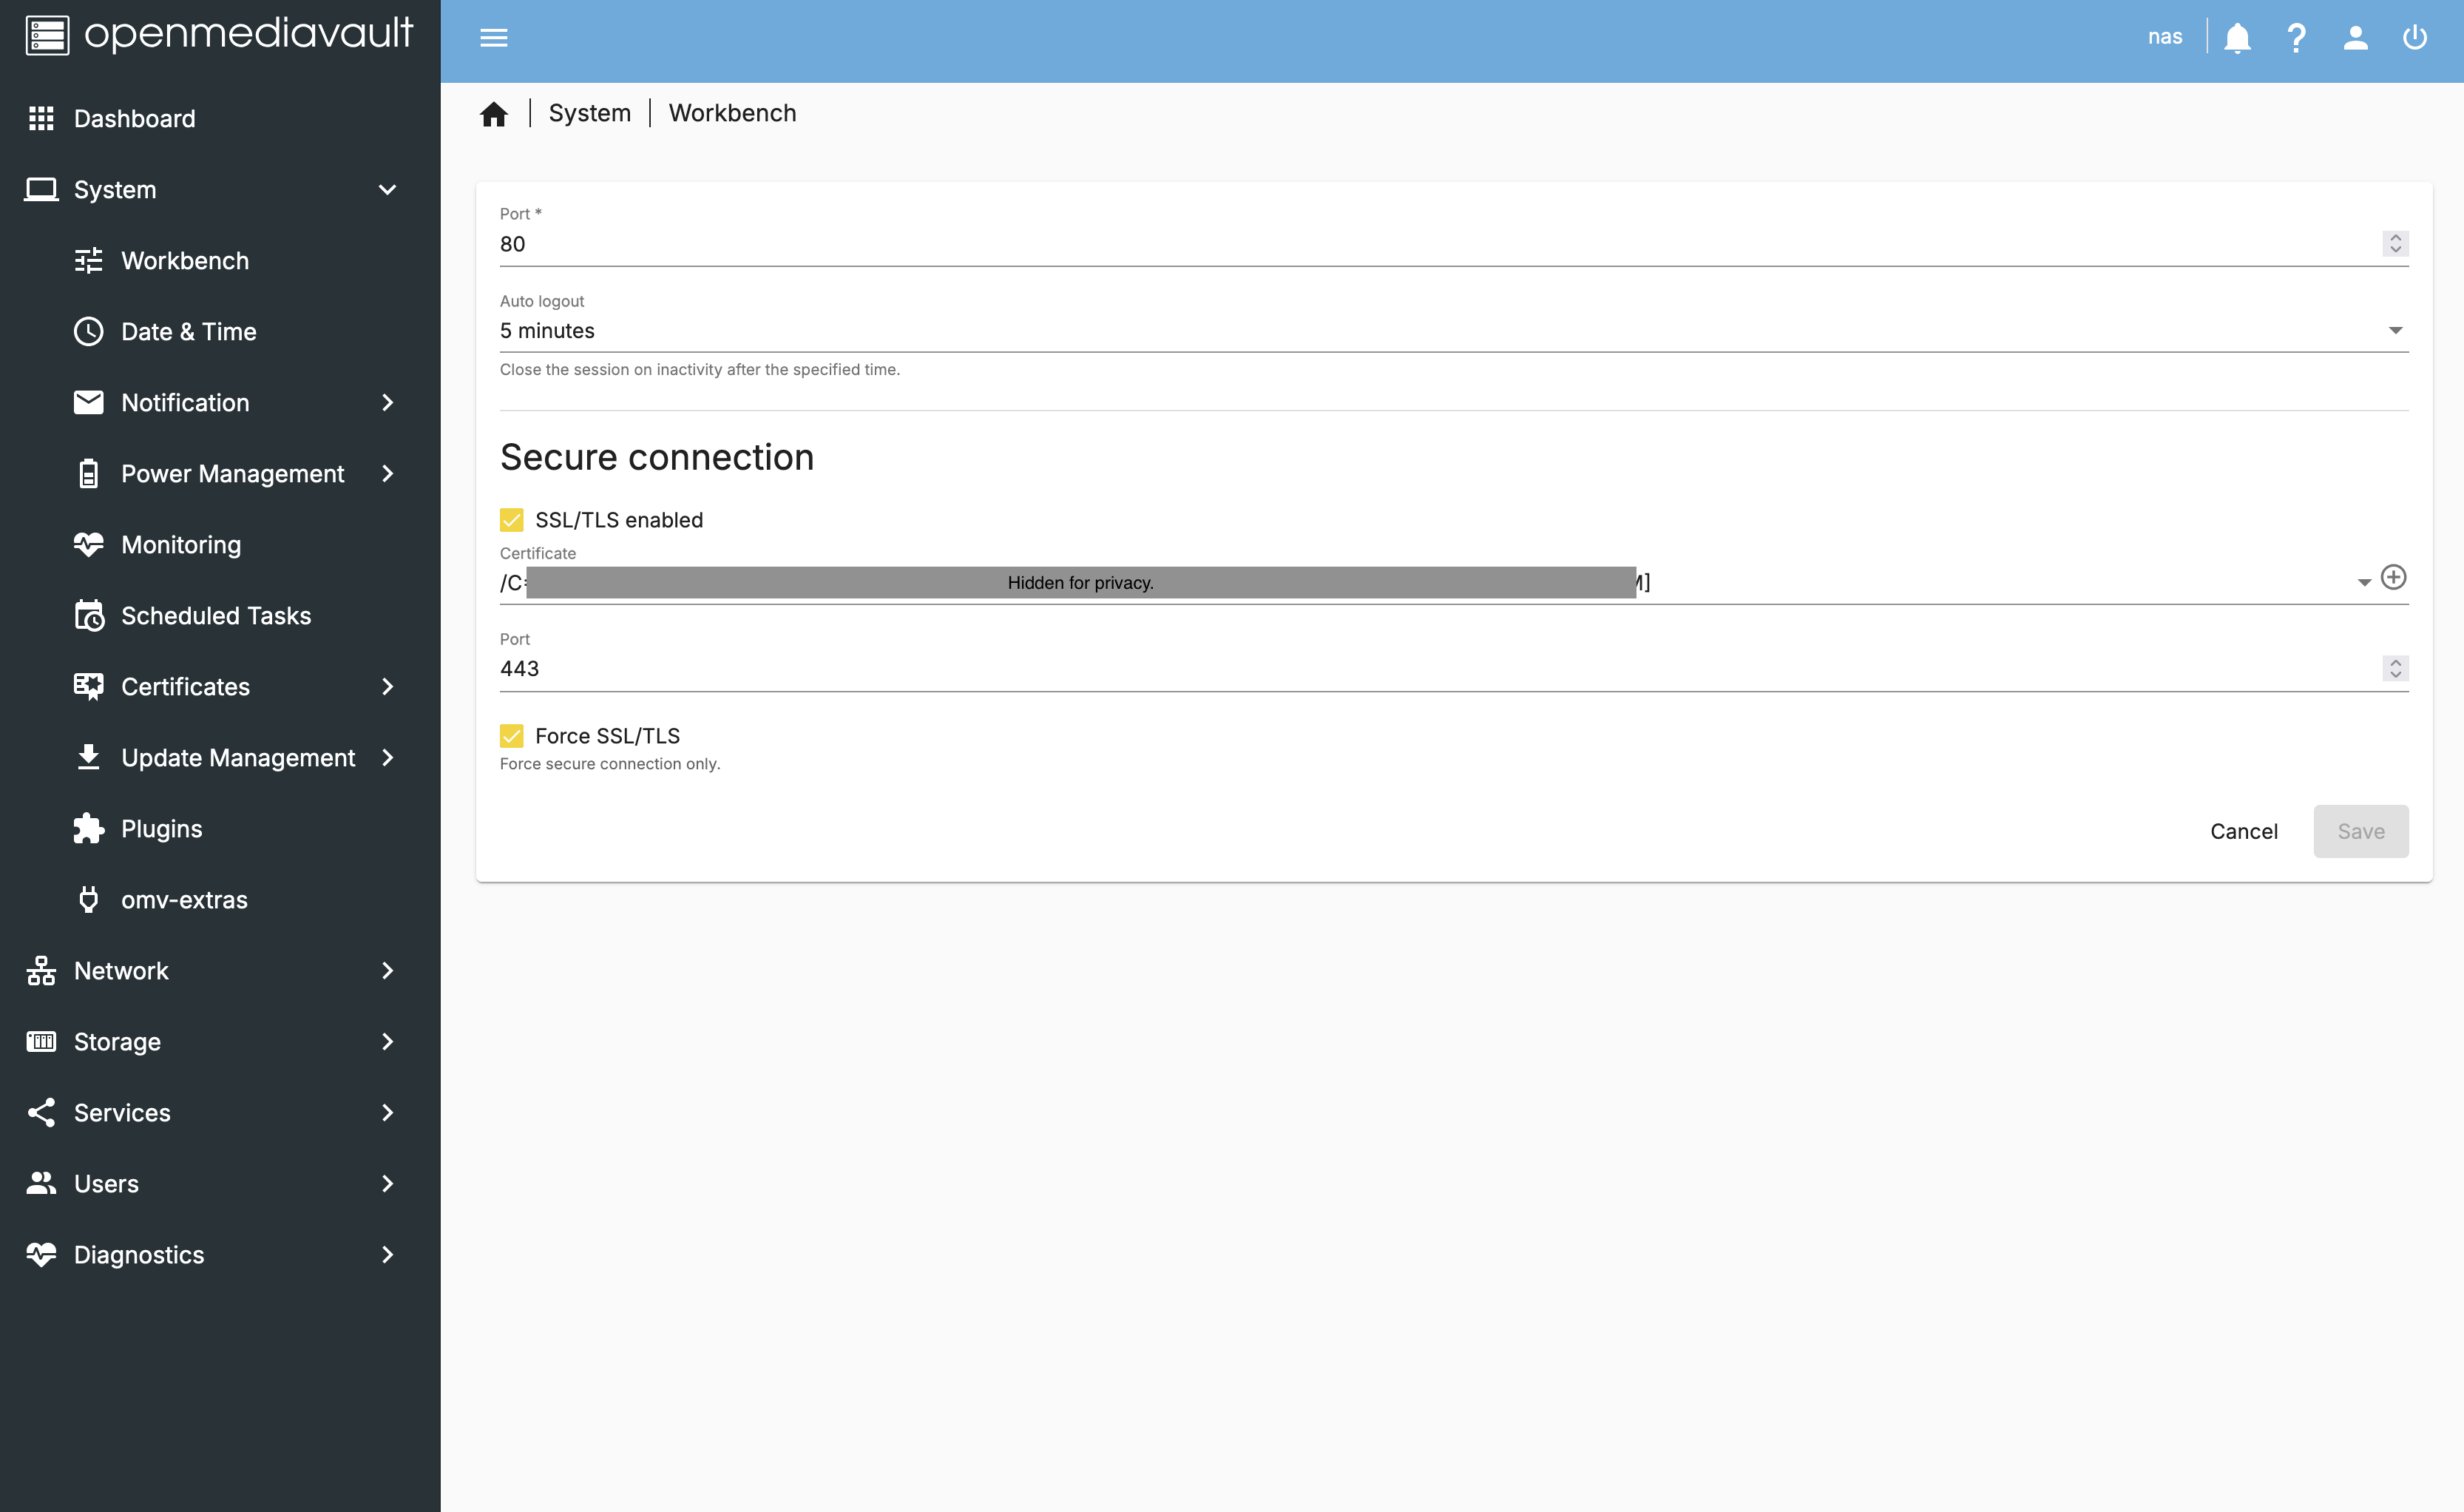 openmediavault
nas
Dashboard
System
Workbench
Date & Time
Notification
Power Management
Monitoring
Scheduled Tasks
Certificates
Update Management
Plugins
omv-extras
Network
Storage
Services
Users
Diagnostics
System | Workbench
Port *
80
Auto logout
5 minutes
Close the session on inactivity after the specified time.
Secure connection
SSL/TLS enabled
Certificate
/C= Hidden for privacy. M]
Port
443
Force SSL/TLS
Force secure connection only.
Cancel
Save